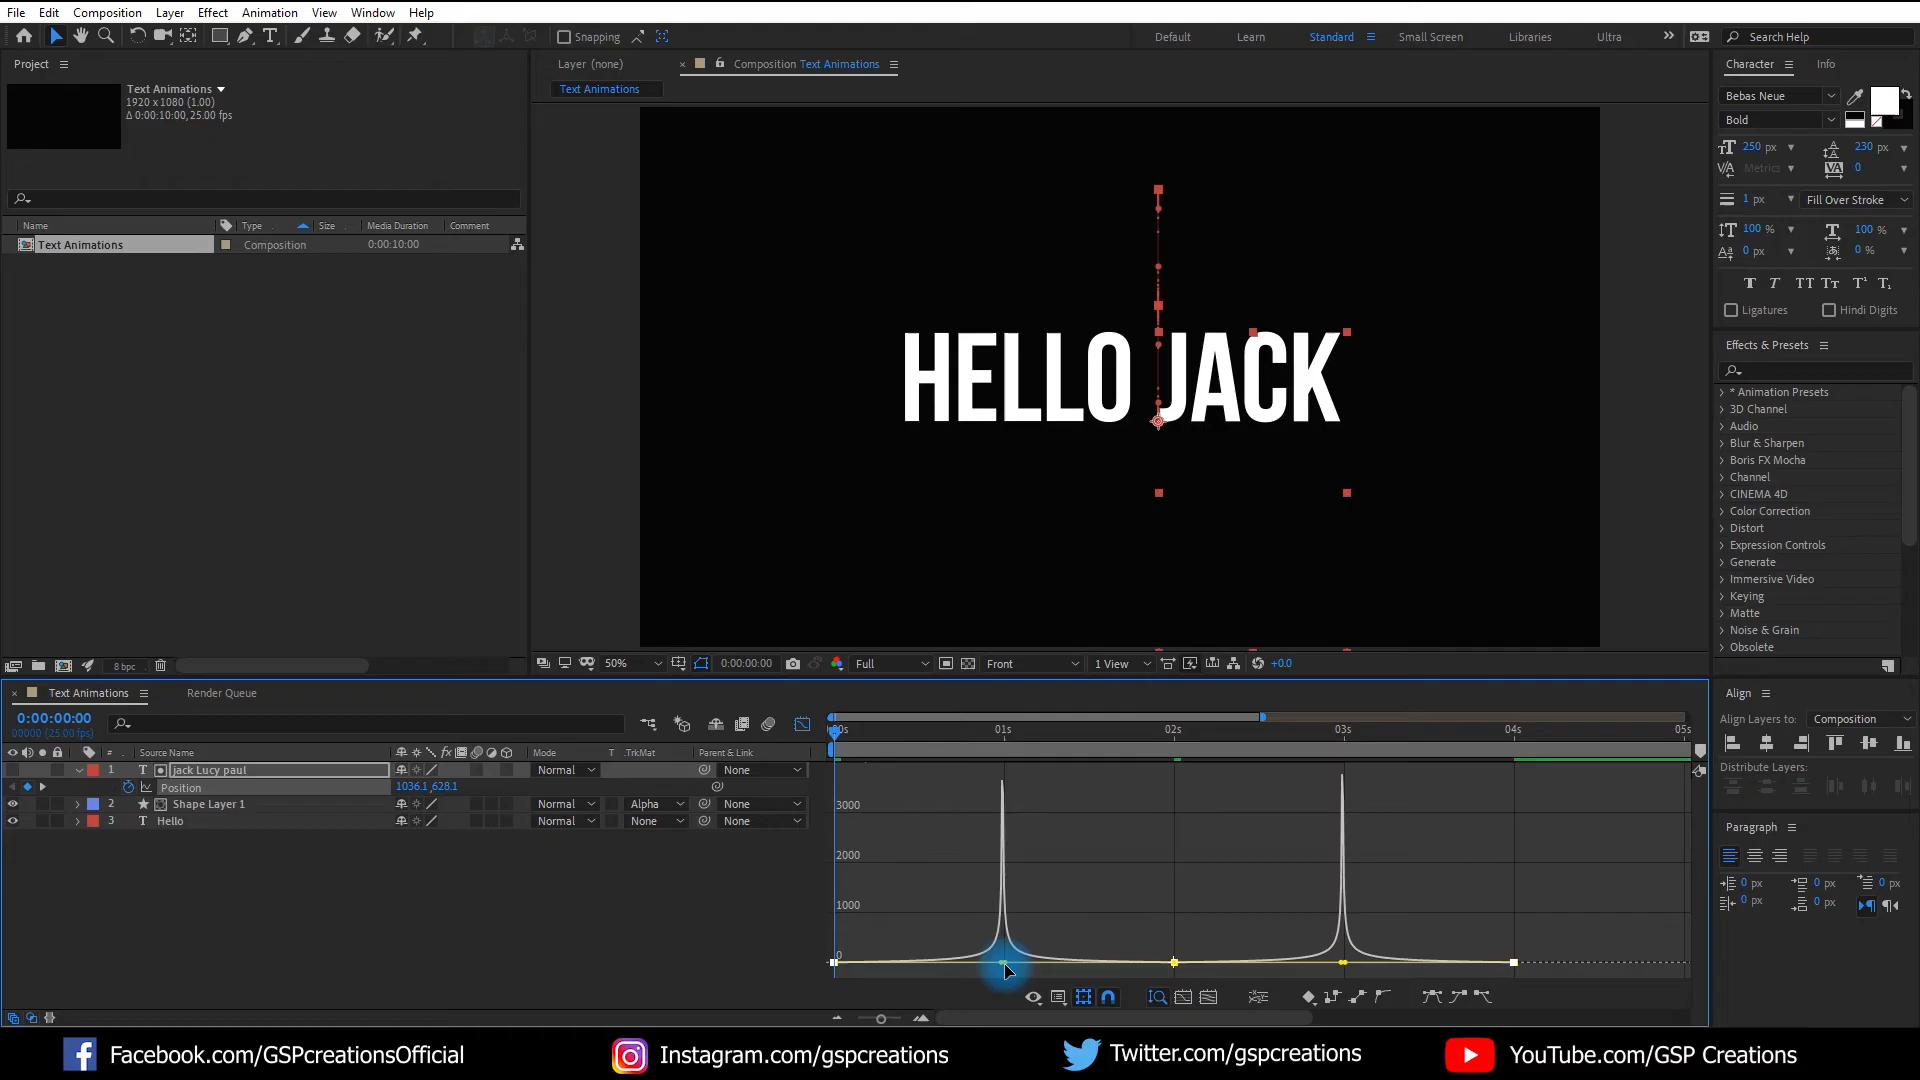 File Edit Composition Layer Effect Animation View Window Help
Snapping Default Learn Standard Small Screen Libraries Ultra Search Help
Project
Text Animations
1920 x 1080 (1.00)
Δ 0:00:10:00, 25.00 fps
Name Type Size Media Duration Comment
Text Animations Composition 0:00:10:00
8 bpc
Layer (none) Composition Text Animations
Text Animations
HELLO JACK
50% 0:00:00:00 Full Front 1 View +0.0
Character Info
Bebas Neue
Bold
250 px 230 px
Metrics 0
1 px Fill Over Stroke
100 % 100 %
0 px 0 %
Ligatures Hindi Digits
Effects & Presets
* Animation Presets
3D Channel
Audio
Blur & Sharpen
Boris FX Mocha
Channel
CINEMA 4D
Color Correction
Distort
Expression Controls
Generate
Immersive Video
Keying
Matte
Noise & Grain
Obsolete
Align
Align Layers to: Composition
Distribute Layers:
Paragraph
0 px 0 px 0 px
0 px 0 px
Text Animations Render Queue
0:00:00:00
00000 (25.00 fps)
# Source Name Mode T .TrkMat Parent & Link
1 jack Lucy paul Normal None
Position 1036.1,628.1
2 Shape Layer 1 Normal Alpha None
3 Hello Normal None None
01s 02s 03s 04s 05s
3000
2000
1000
0
Facebook.com/GSPcreationsOfficial Instagram.com/gspcreations Twitter.com/gspcreations YouTube.com/GSP Creations